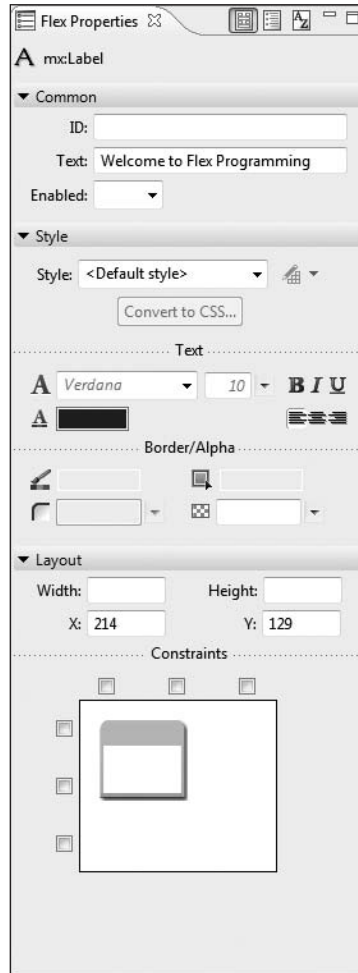 Flex Properties
A mx:Label
Common
ID:
Text: Welcome to Flex Programming
Enabled:
Style
Style: <Default style>
Convert to CSS...
Text
A Verdana 10 B I U
A
Border/Alpha
Layout
Width: Height:
X: 214 Y: 129
Constraints